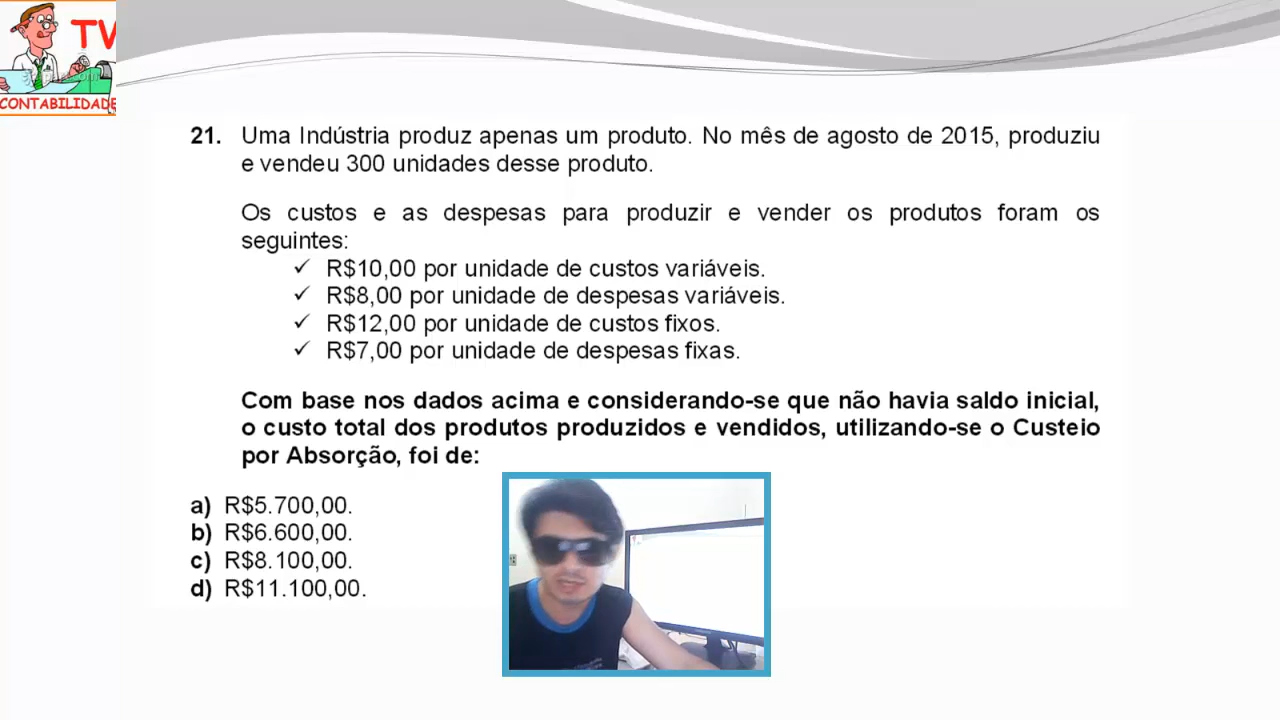 TV
CONTABILIDADE
21. Uma Indústria produz apenas um produto. No mês de agosto de 2015, produziu
e vendeu 300 unidades desse produto.
Os custos e as despesas para produzir e vender os produtos foram os
seguintes:
✓ R$10,00 por unidade de custos variáveis.
✓ R$8,00 por unidade de despesas variáveis.
✓ R$12,00 por unidade de custos fixos.
✓ R$7,00 por unidade de despesas fixas.
Com base nos dados acima e considerando-se que não havia saldo inicial,
o custo total dos produtos produzidos e vendidos, utilizando-se o Custeio
por Absorção, foi de:
a) R$5.700,00.
b) R$6.600,00.
c) R$8.100,00.
d) R$11.100,00.